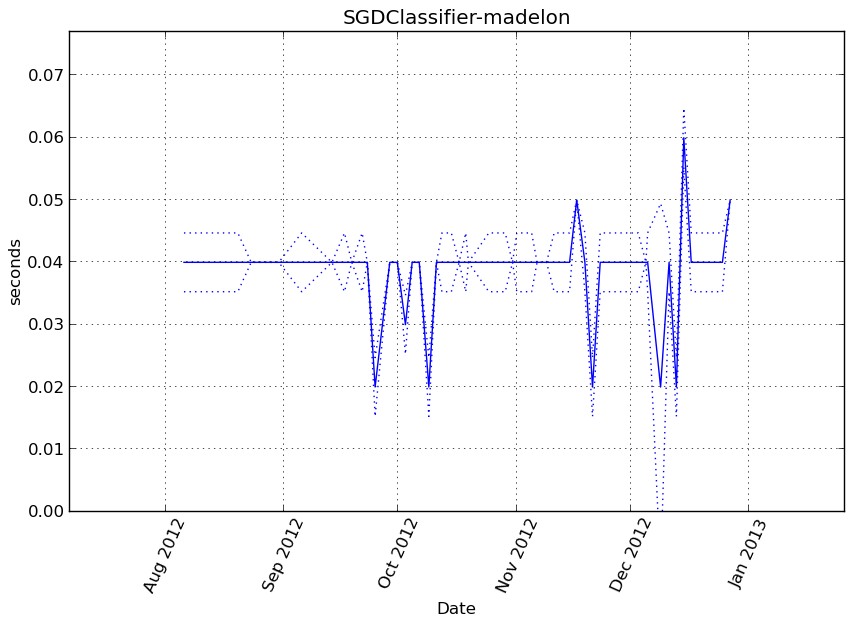 SGDClassifier-madelon
0.07
0.06
0.05
0.04
0.03
0.02
0.01
0.00
seconds
Aug 2012
Sep 2012
Oct 2012
Nov 2012
Dec 2012
Jan 2013
Date